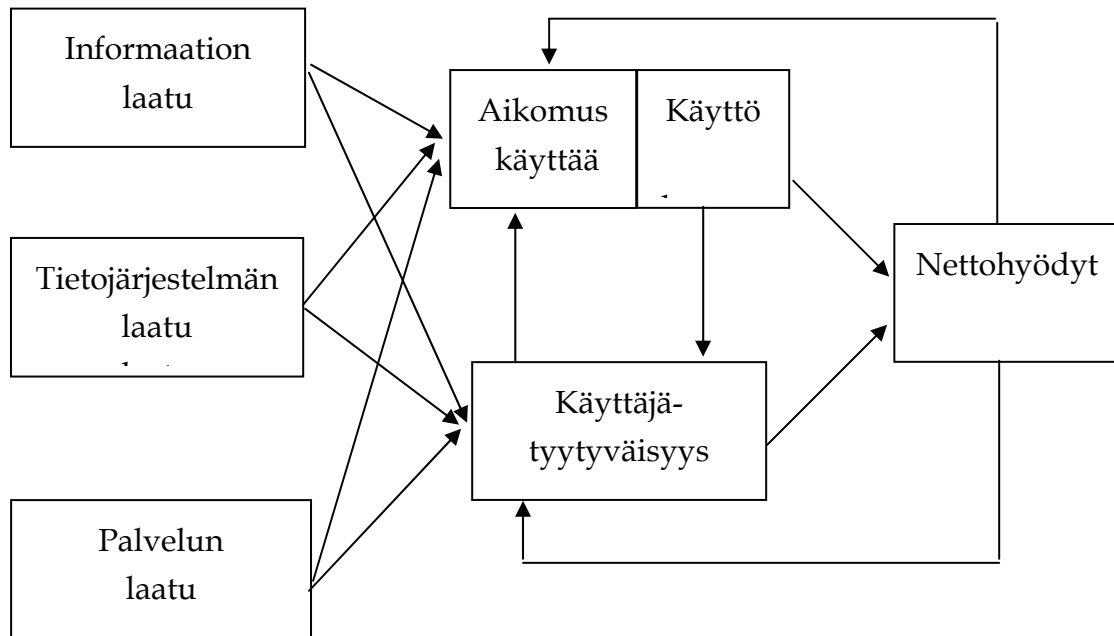 Informaation
laatu
Aikomus
käyttää
Käyttö
Tietojärjestelmän
laatu
Nettohyödyt
Käyttäjä-
tyytyväisyys
Palvelun
laatu